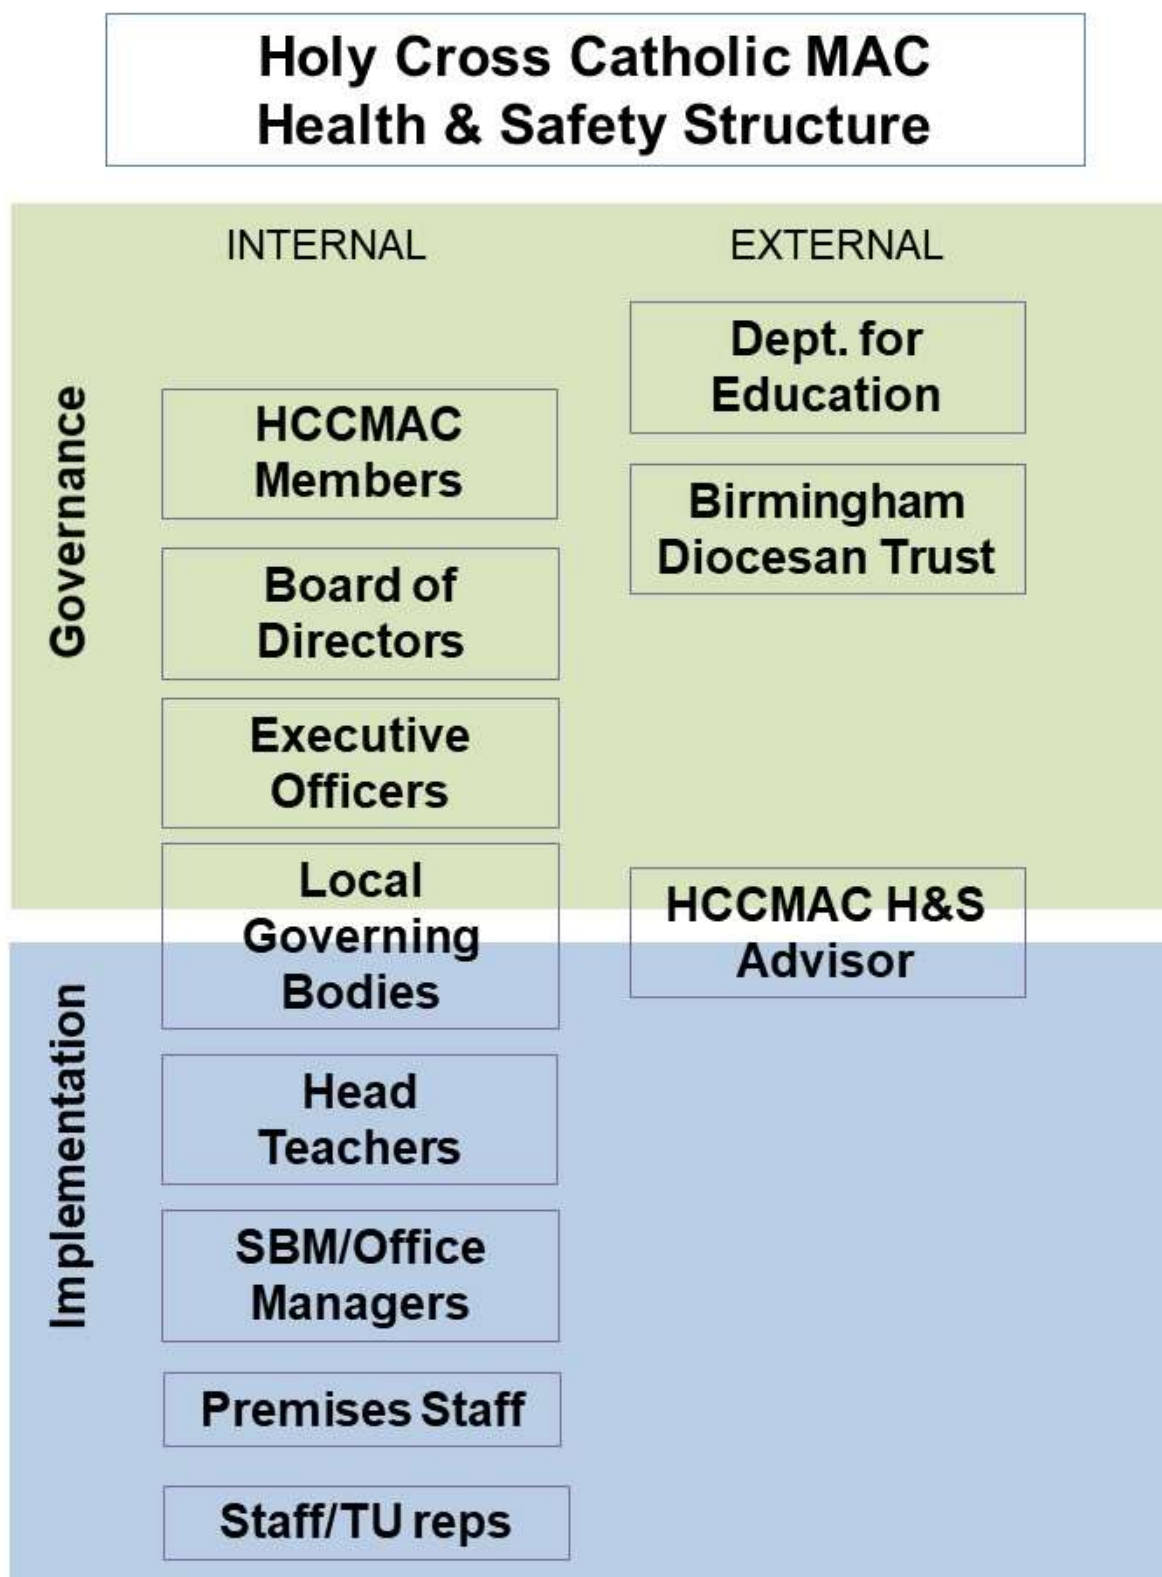 Holy Cross Catholic MAC
Health & Safety Structure
INTERNAL
EXTERNAL
Governance
HCCMAC
Members
Board of
Directors
Executive
Officers
Local
Governing
Bodies
Dept. for
Education
Birmingham
Diocesan Trust
HCCMAC H&S
Advisor
Implementation
Head
Teachers
SBM/Office
Managers
Premises Staff
Staff/TU reps